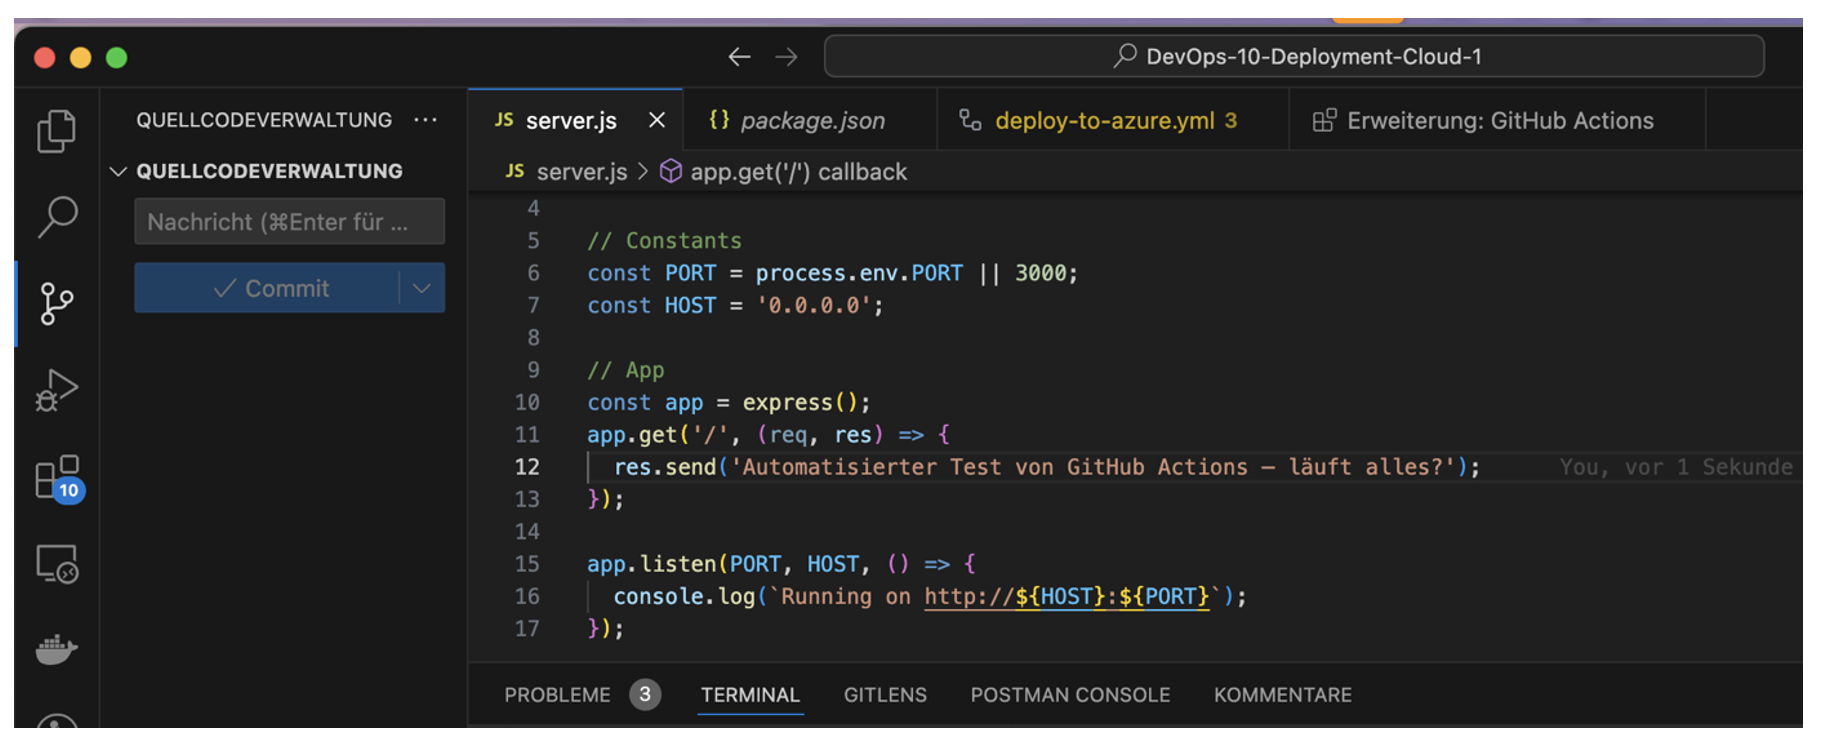 DevOps-10-Deployment-Cloud-1
QUELLCODEVERWALTUNG ···
QUELLCODEVERWALTUNG
Nachricht (⌘Enter für ...
Commit
10
JS server.js
{} package.json
deploy-to-azure.yml 3
Erweiterung: GitHub Actions
JS server.js > app.get('/') callback
4
5 // Constants
6 const PORT = process.env.PORT || 3000;
7 const HOST = '0.0.0.0';
8
9 // App
10 const app = express();
11 app.get('/', (req, res) => {
12 res.send('Automatisierter Test von GitHub Actions – läuft alles?'); You, vor 1 Sekunde
13 });
14
15 app.listen(PORT, HOST, () => {
16 console.log(`Running on http://${HOST}:${PORT}`);
17 });
PROBLEME 3 TERMINAL GITLENS POSTMAN CONSOLE KOMMENTARE